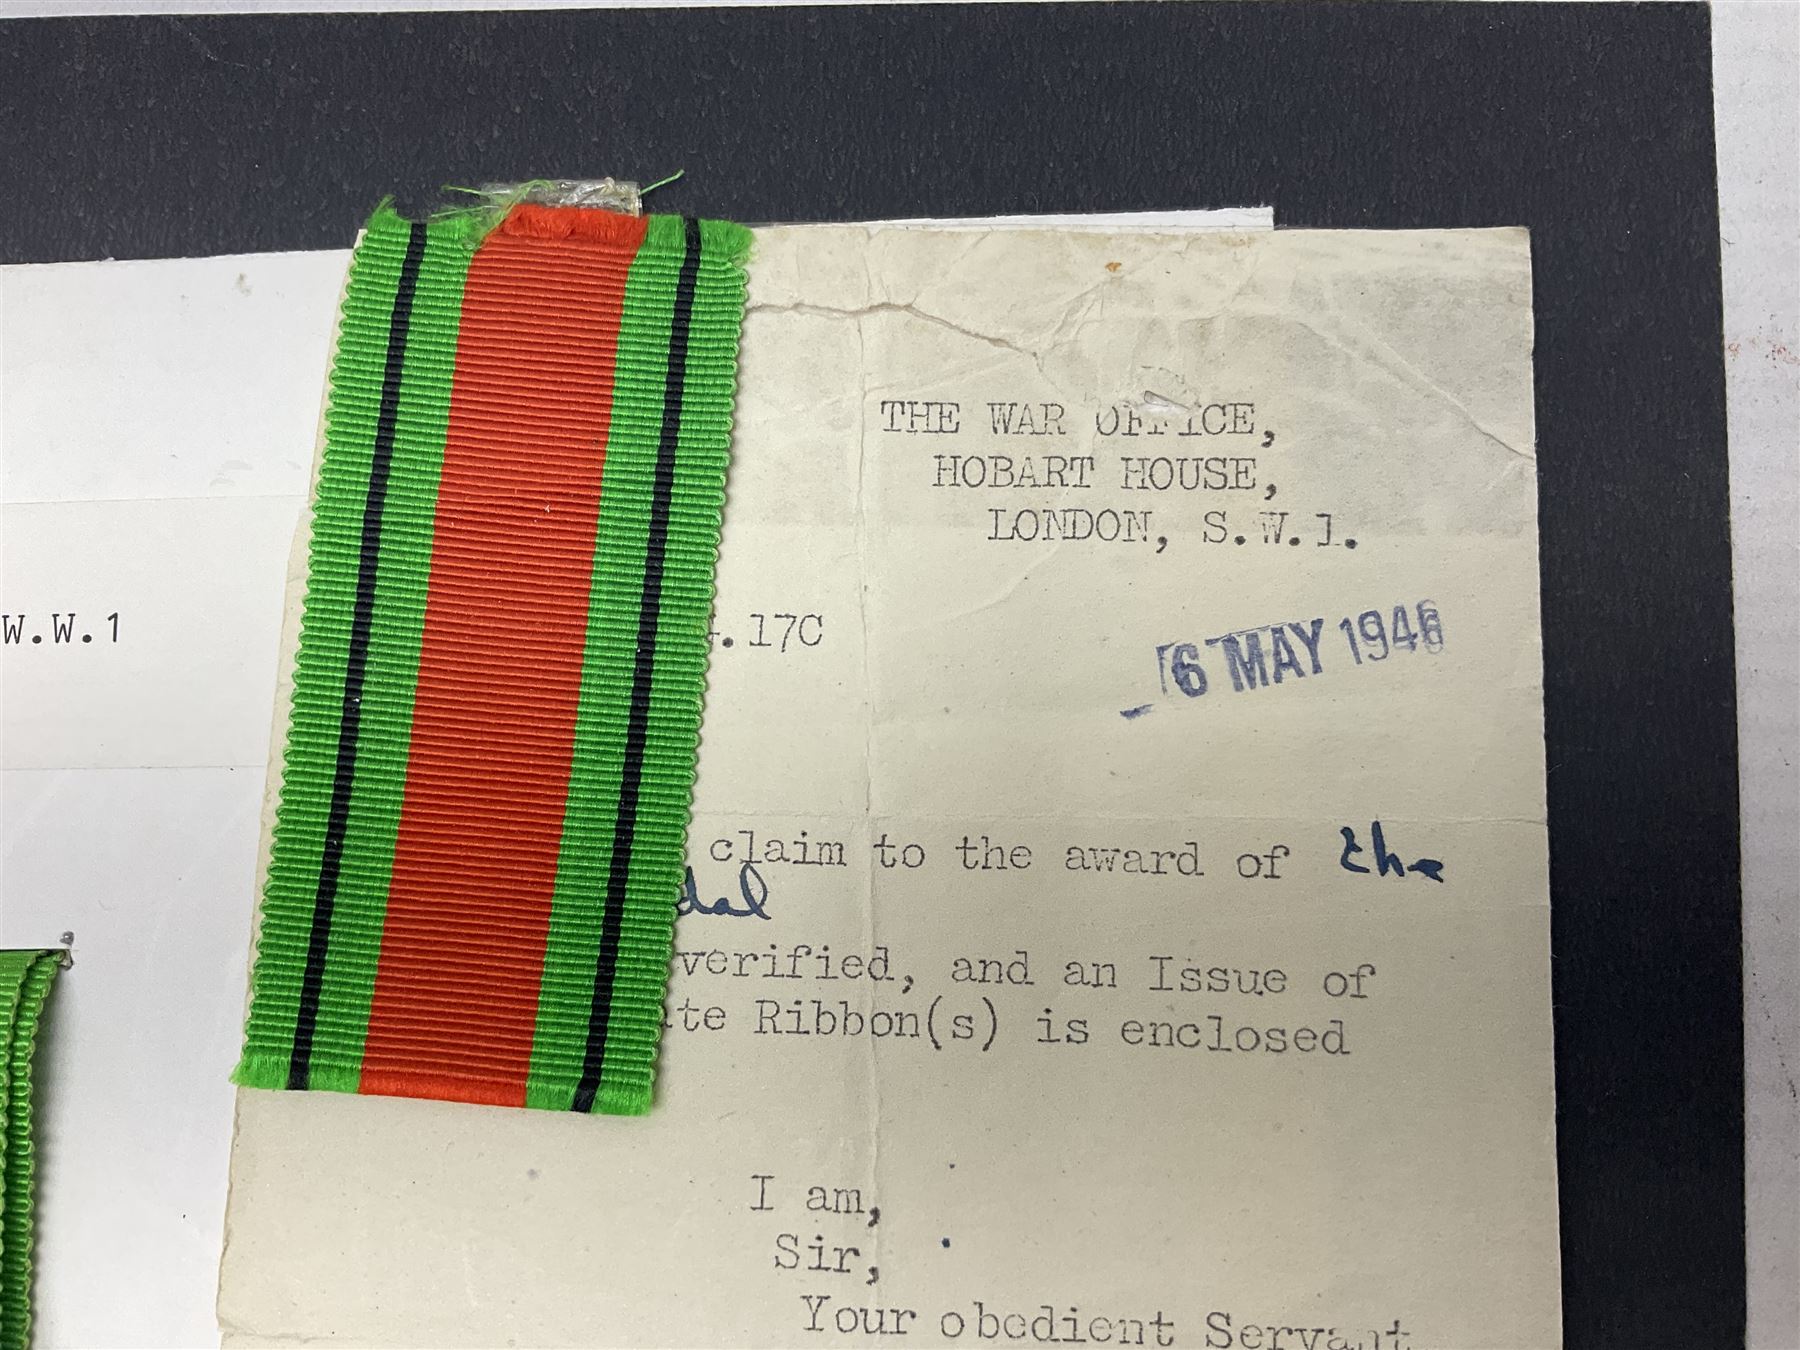 THE WAR OFFICE,
HOBART HOUSE,
LONDON, S.W.1.
W.W.1
.17C
6 MAY 1946
claim to the award of the
dal
verified, and an Issue of
te Ribbon(s) is enclosed
I am,
Sir,
Your obedient Servant